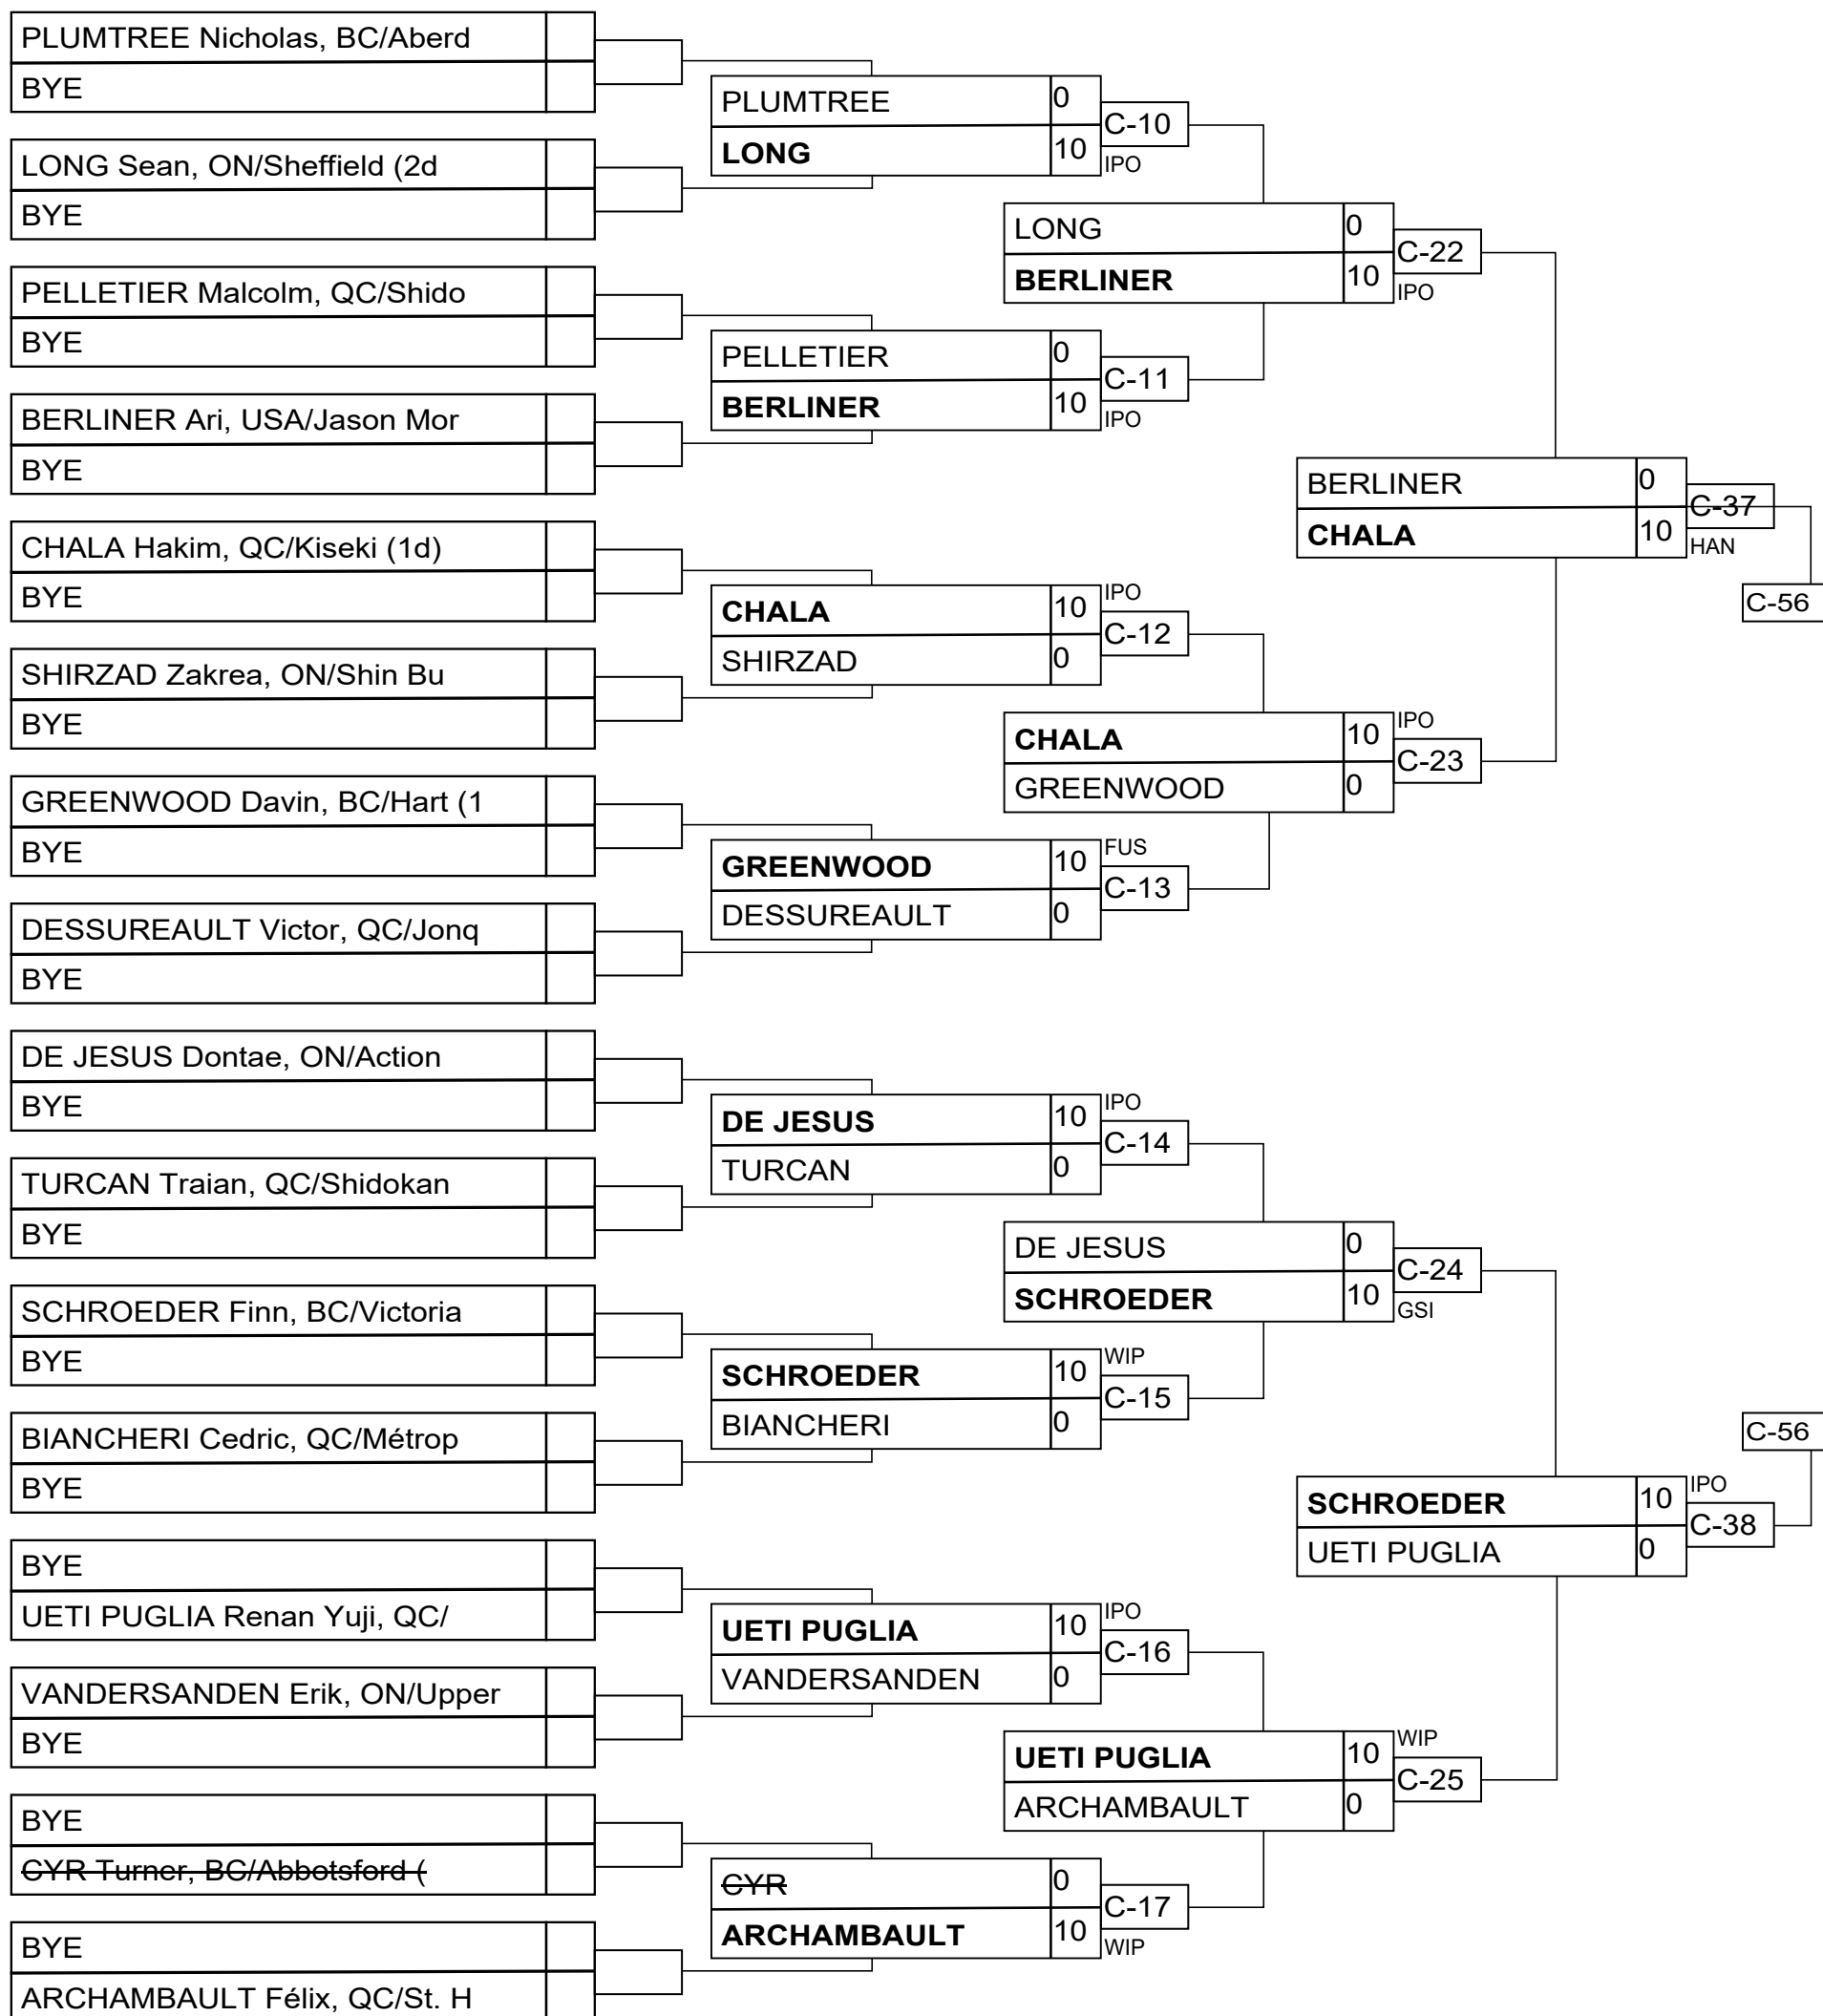 PLUMTREE Nicholas, BC/Aberd
BYE
LONG Sean, ON/Sheffield (2d
BYE
PELLETIER Malcolm, QC/Shido
BYE
BERLINER Ari, USA/Jason Mor
BYE
CHALA Hakim, QC/Kiseki (1d)
BYE
SHIRZAD Zakrea, ON/Shin Bu
BYE
GREENWOOD Davin, BC/Hart (1
BYE
DESSUREAULT Victor, QC/Jonq
BYE
DE JESUS Dontae, ON/Action
BYE
TURCAN Traian, QC/Shidokan
BYE
SCHROEDER Finn, BC/Victoria
BYE
BIANCHERI Cedric, QC/Métrop
BYE
BYE
UETI PUGLIA Renan Yuji, QC/
VANDERSANDEN Erik, ON/Upper
BYE
BYE
CYR Turner, BC/Abbotsford (
BYE
ARCHAMBAULT Félix, QC/St. H
PLUMTREE 0
C-10
LONG 10
IPO
PELLETIER 0
C-11
BERLINER 10
IPO
IPO
CHALA 10
C-12
SHIRZAD 0
FUS
GREENWOOD 10
C-13
DESSUREAULT 0
IPO
DE JESUS 10
C-14
TURCAN 0
WIP
SCHROEDER 10
C-15
BIANCHERI 0
IPO
UETI PUGLIA 10
C-16
VANDERSANDEN 0
CYR 0
C-17
ARCHAMBAULT 10
WIP
LONG 0
C-22
BERLINER 10
IPO
IPO
CHALA 10
C-23
GREENWOOD 0
DE JESUS 0
C-24
SCHROEDER 10
GSI
WIP
UETI PUGLIA 10
C-25
ARCHAMBAULT 0
BERLINER 0
C-37
CHALA 10
HAN
C-56
C-56
IPO
SCHROEDER 10
C-38
UETI PUGLIA 0